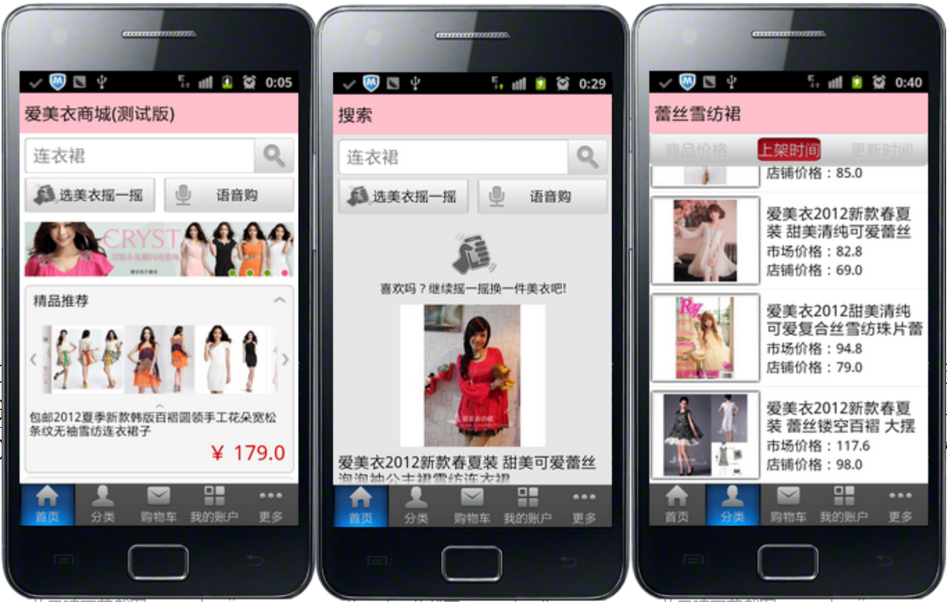 0:05
爱美衣商城(测试版)
连衣裙
选美衣摇一摇
语音购
CRYST
精品推荐
包邮2012夏季新款韩版百褶圆领手工花朵宽松
条纹无袖雪纺连衣裙子
¥ 179.0
首页
分类
购物车
我的账户
更多
0:29
搜索
连衣裙
选美衣摇一摇
语音购
喜欢吗？继续摇一摇换一件美衣吧!
爱美衣2012新款春夏装 甜美可爱蕾丝
泡泡袖公主裙雪纺连衣裙
首页
分类
购物车
我的账户
更多
0:40
蕾丝雪纺裙
商品价格
上架时间
更新时间
店铺价格：85.0
爱美衣2012新款春夏
装 甜美清纯可爱蕾丝
市场价格：82.8
店铺价格：69.0
Ray
爱美衣2012甜美清纯
可爱复合丝雪纺珠片蕾
市场价格：94.8
店铺价格：79.0
爱美衣2012新款春夏
装 蕾丝镂空百褶 大摆
市场价格：117.6
店铺价格：98.0
首页
分类
购物车
我的账户
更多